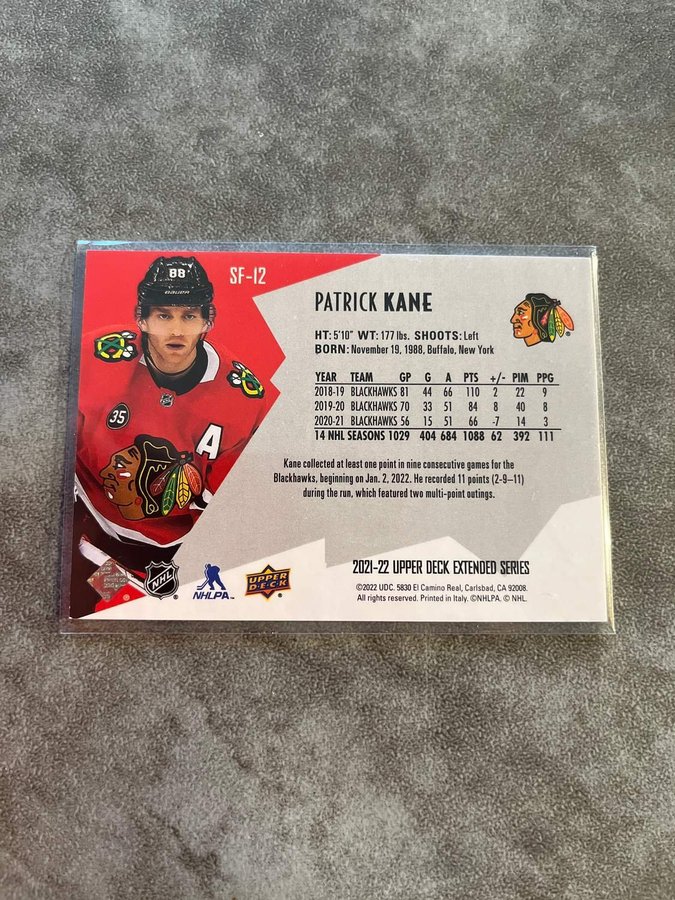 SF-12
88
BAUER
35
A
PATRICK KANE
HT: 5'10" WT: 177 lbs. SHOOTS: Left
BORN: November 19, 1988, Buffalo, New York
YEAR TEAM GP G A PTS +/- PIM PPG
2018-19 BLACKHAWKS 81 44 66 110 2 22 9
2019-20 BLACKHAWKS 70 33 51 84 8 40 8
2020-21 BLACKHAWKS 56 15 51 66 -7 14 3
14 NHL SEASONS 1029 404 684 1088 62 392 111
Kane collected at least one point in nine consecutive games for the
Blackhawks, beginning on Jan. 2, 2022. He recorded 11 points (2–9–11)
during the run, which featured two multi-point outings.
2021-22 UPPER DECK EXTENDED SERIES
©2022 UDC. 5830 El Camino Real, Carlsbad, CA 92008.
All rights reserved. Printed in Italy. ©NHLPA. © NHL.
NHL
NHLPA
UPPER
DECK